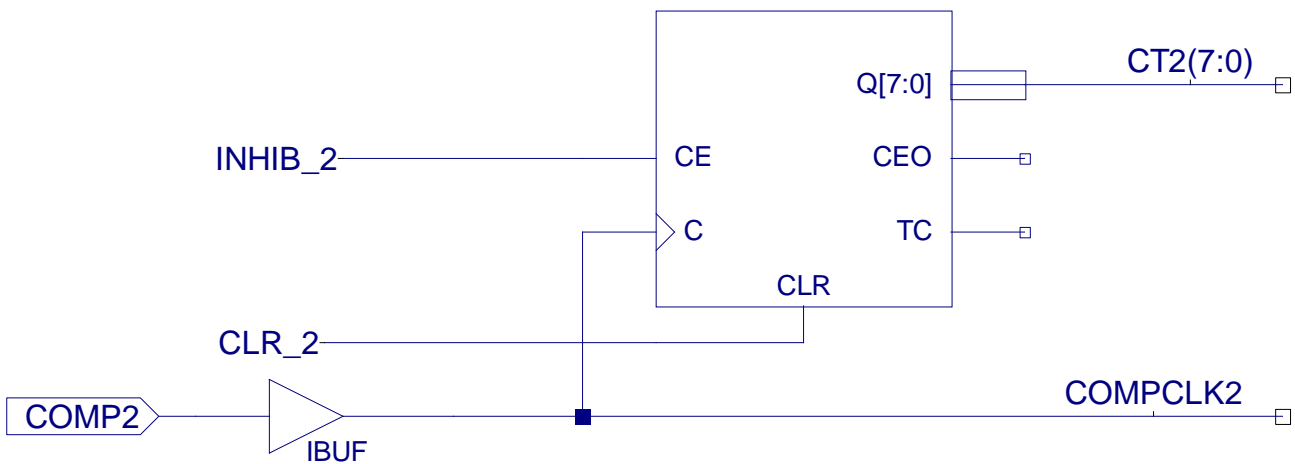 CT2(7:0)
Q[7:0]
INHIB_2
CE
CEO
C
TC
CLR
CLR_2
COMPCLK2
COMP2
IBUF